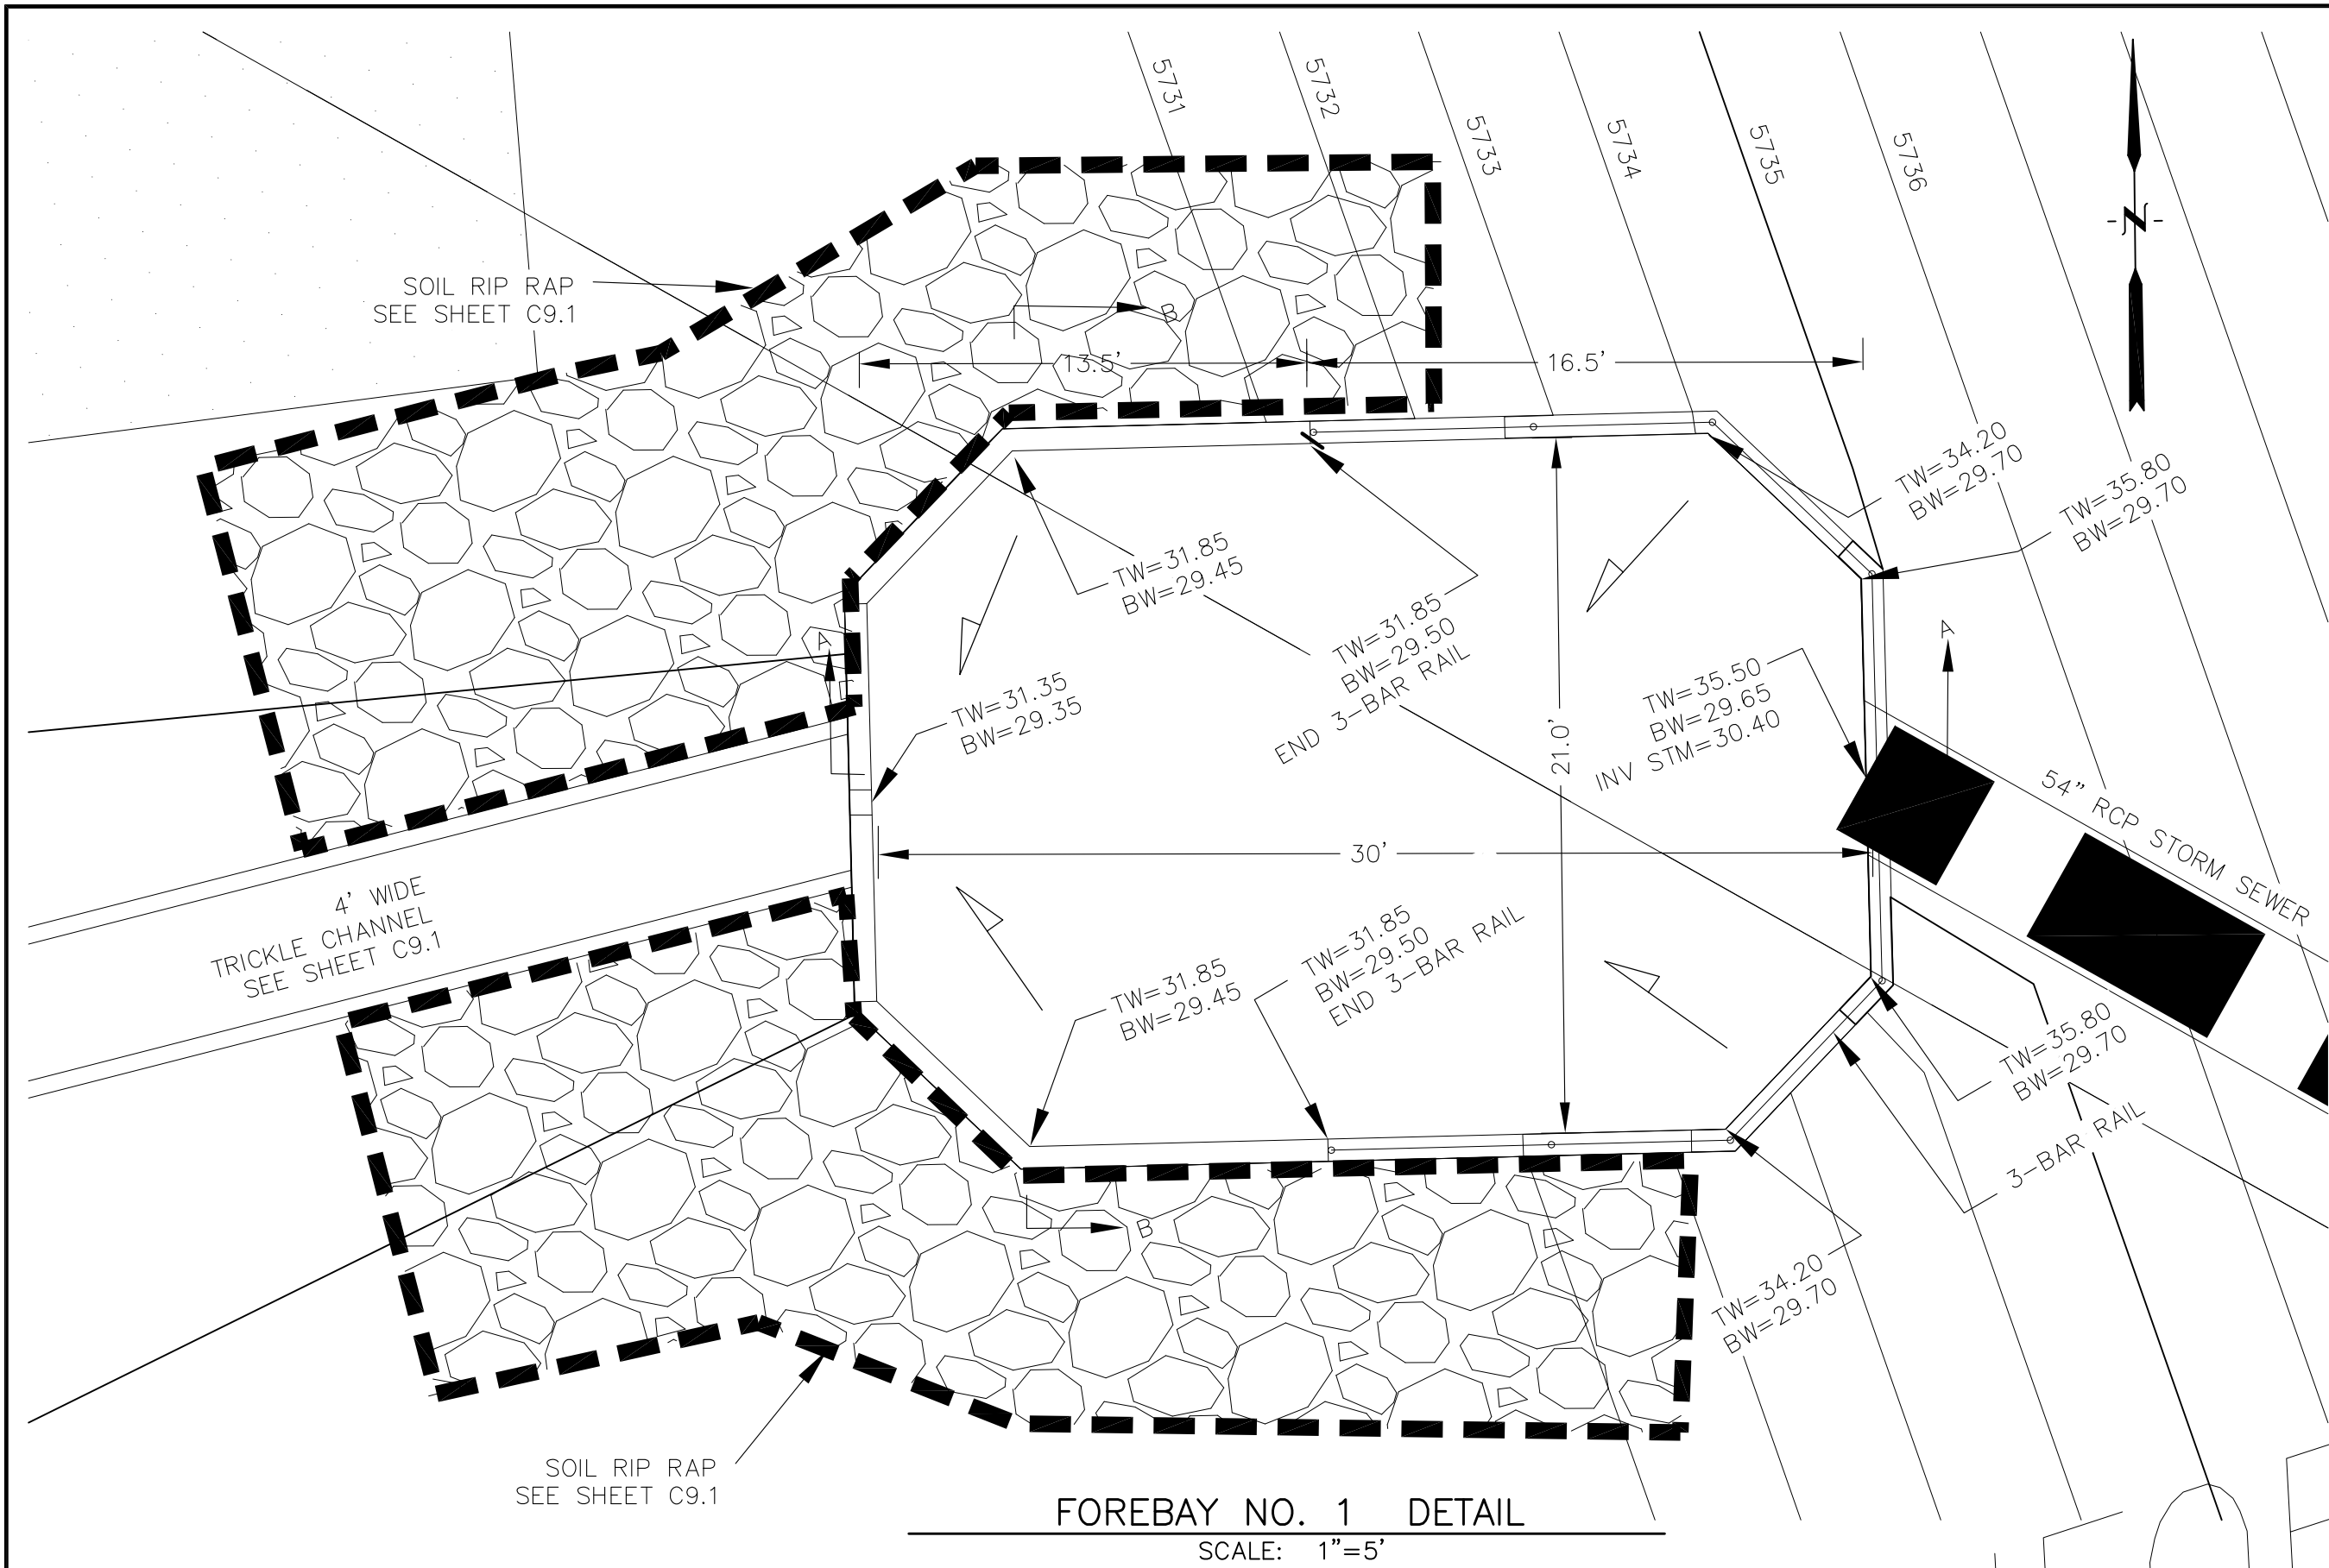 5731
5732
5733
5734
5735
5736
N
SOIL RIP RAP
SEE SHEET C9.1
B
13.5'
16.5'
TW=34.20
BW=29.70
TW=35.80
BW=29.70
TW=31.85
BW=29.45
TW=31.85
BW=29.50
END 3-BAR RAIL
A
A
TW=31.35
BW=29.35
TW=35.50
BW=29.65
INV STM=30.40
21.0'
54" RCP STORM SEWER
30'
4' WIDE
TRICKLE CHANNEL
SEE SHEET C9.1
TW=31.85
BW=29.45
TW=31.85
BW=29.50
END 3-BAR RAIL
TW=35.80
BW=29.70
3-BAR RAIL
B
TW=34.20
BW=29.70
SOIL RIP RAP
SEE SHEET C9.1
FOREBAY NO. 1 DETAIL
SCALE: 1"=5'